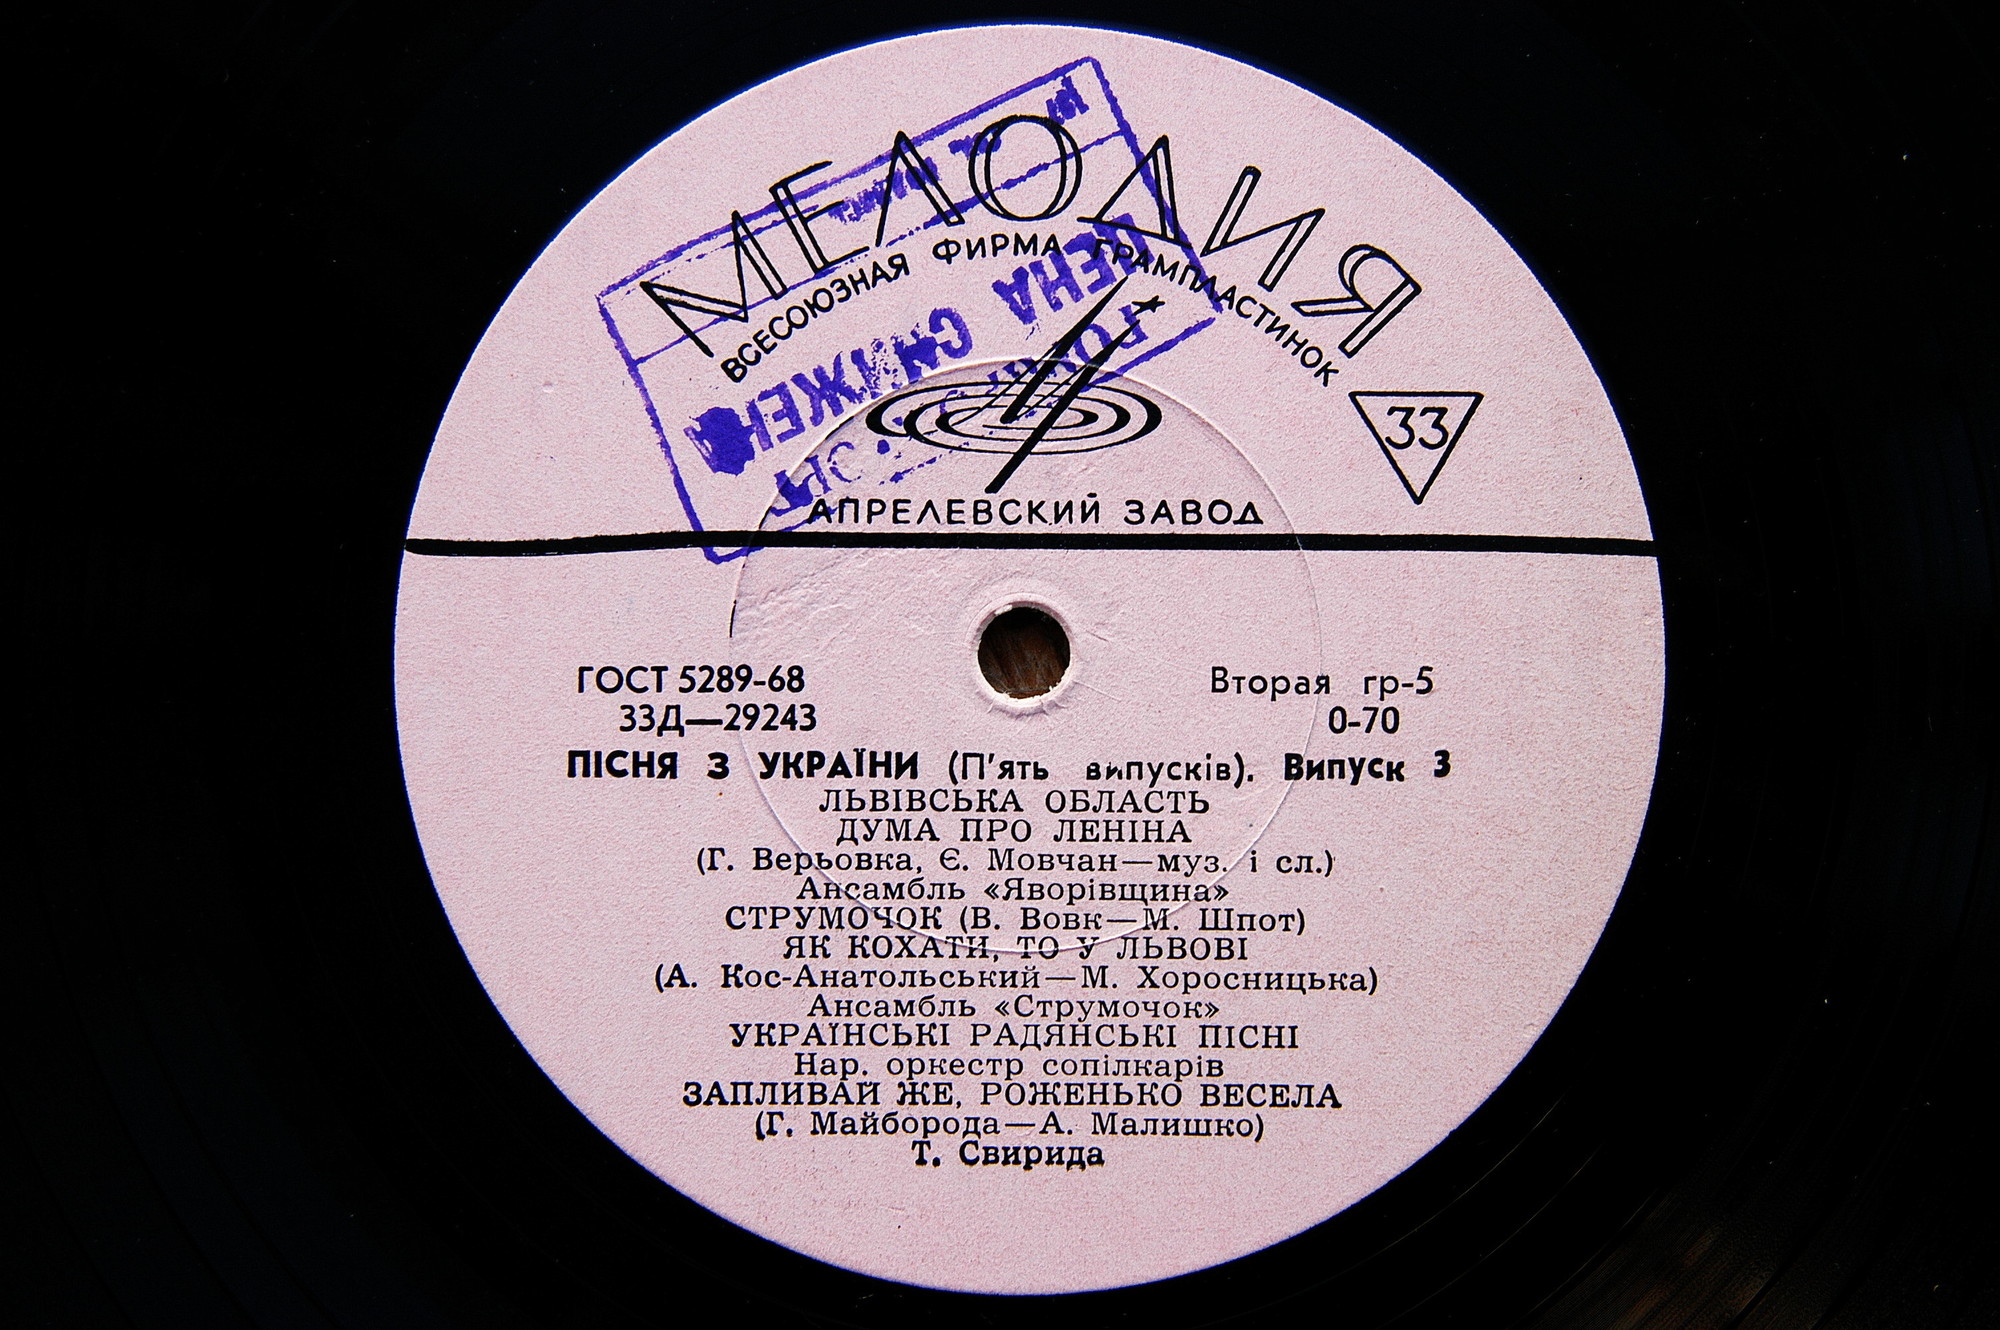 МЕЛОДИЯ
ВСЕСОЮЗНАЯ ФИРМА ГРАМПЛАСТИНОК
ЦЕНА СНИЖЕНА
33
АПРЕЛЕВСКИЙ ЗАВОД
ГОСТ 5289-68
Вторая гр-5
33Д—29243
0-70
ПІСНЯ З УКРАЇНИ (П'ять випусків). Випуск 3
ЛЬВІВСЬКА ОБЛАСТЬ
ДУМА ПРО ЛЕНІНА
(Г. Верьовка, Є. Мовчан—муз. і сл.)
Ансамбль «Яворівщина»
СТРУМОЧОК (В. Вовк—М. Шпот)
ЯК КОХАТИ, ТО У ЛЬВОВІ
(А. Кос-Анатольський—М. Хоросницька)
Ансамбль «Струмочок»
УКРАЇНСЬКІ РАДЯНСЬКІ ПІСНІ
Нар. оркестр сопілкарів
ЗАПЛИВАЙ ЖЕ, РОЖЕНЬКО ВЕСЕЛА
(Г. Майборода—А. Малишко)
Т. Свирида